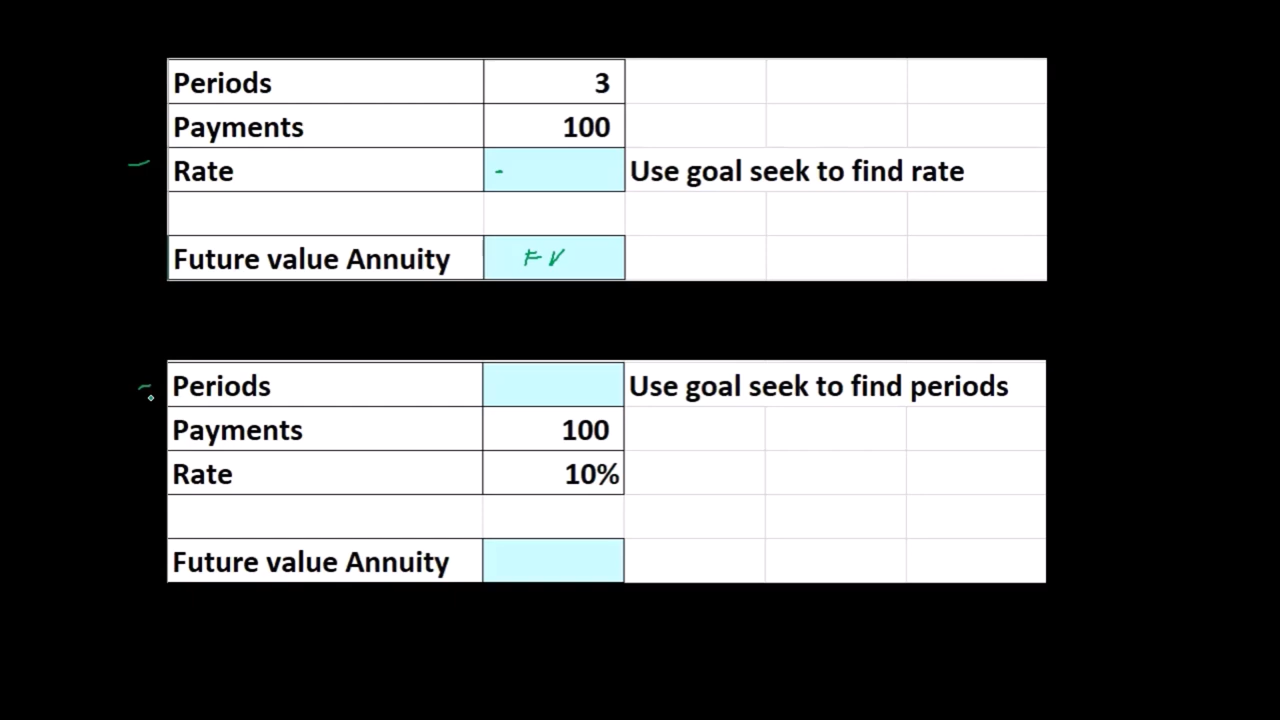 Periods 3
Payments 100
Rate - Use goal seek to find rate
Future value Annuity FV
Periods Use goal seek to find periods
Payments 100
Rate 10%
Future value Annuity